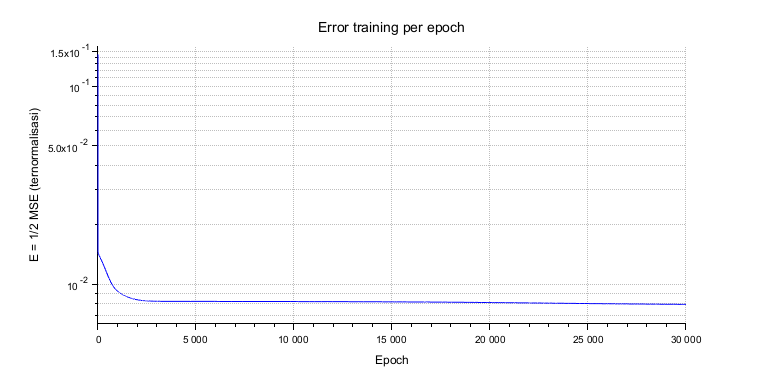 Error training per epoch
1.5x10 -1
10 -1
5.0x10 -2
10 -2
E = 1/2 MSE (ternormalisasi)
0 5 000 10 000 15 000 20 000 25 000 30 000
Epoch